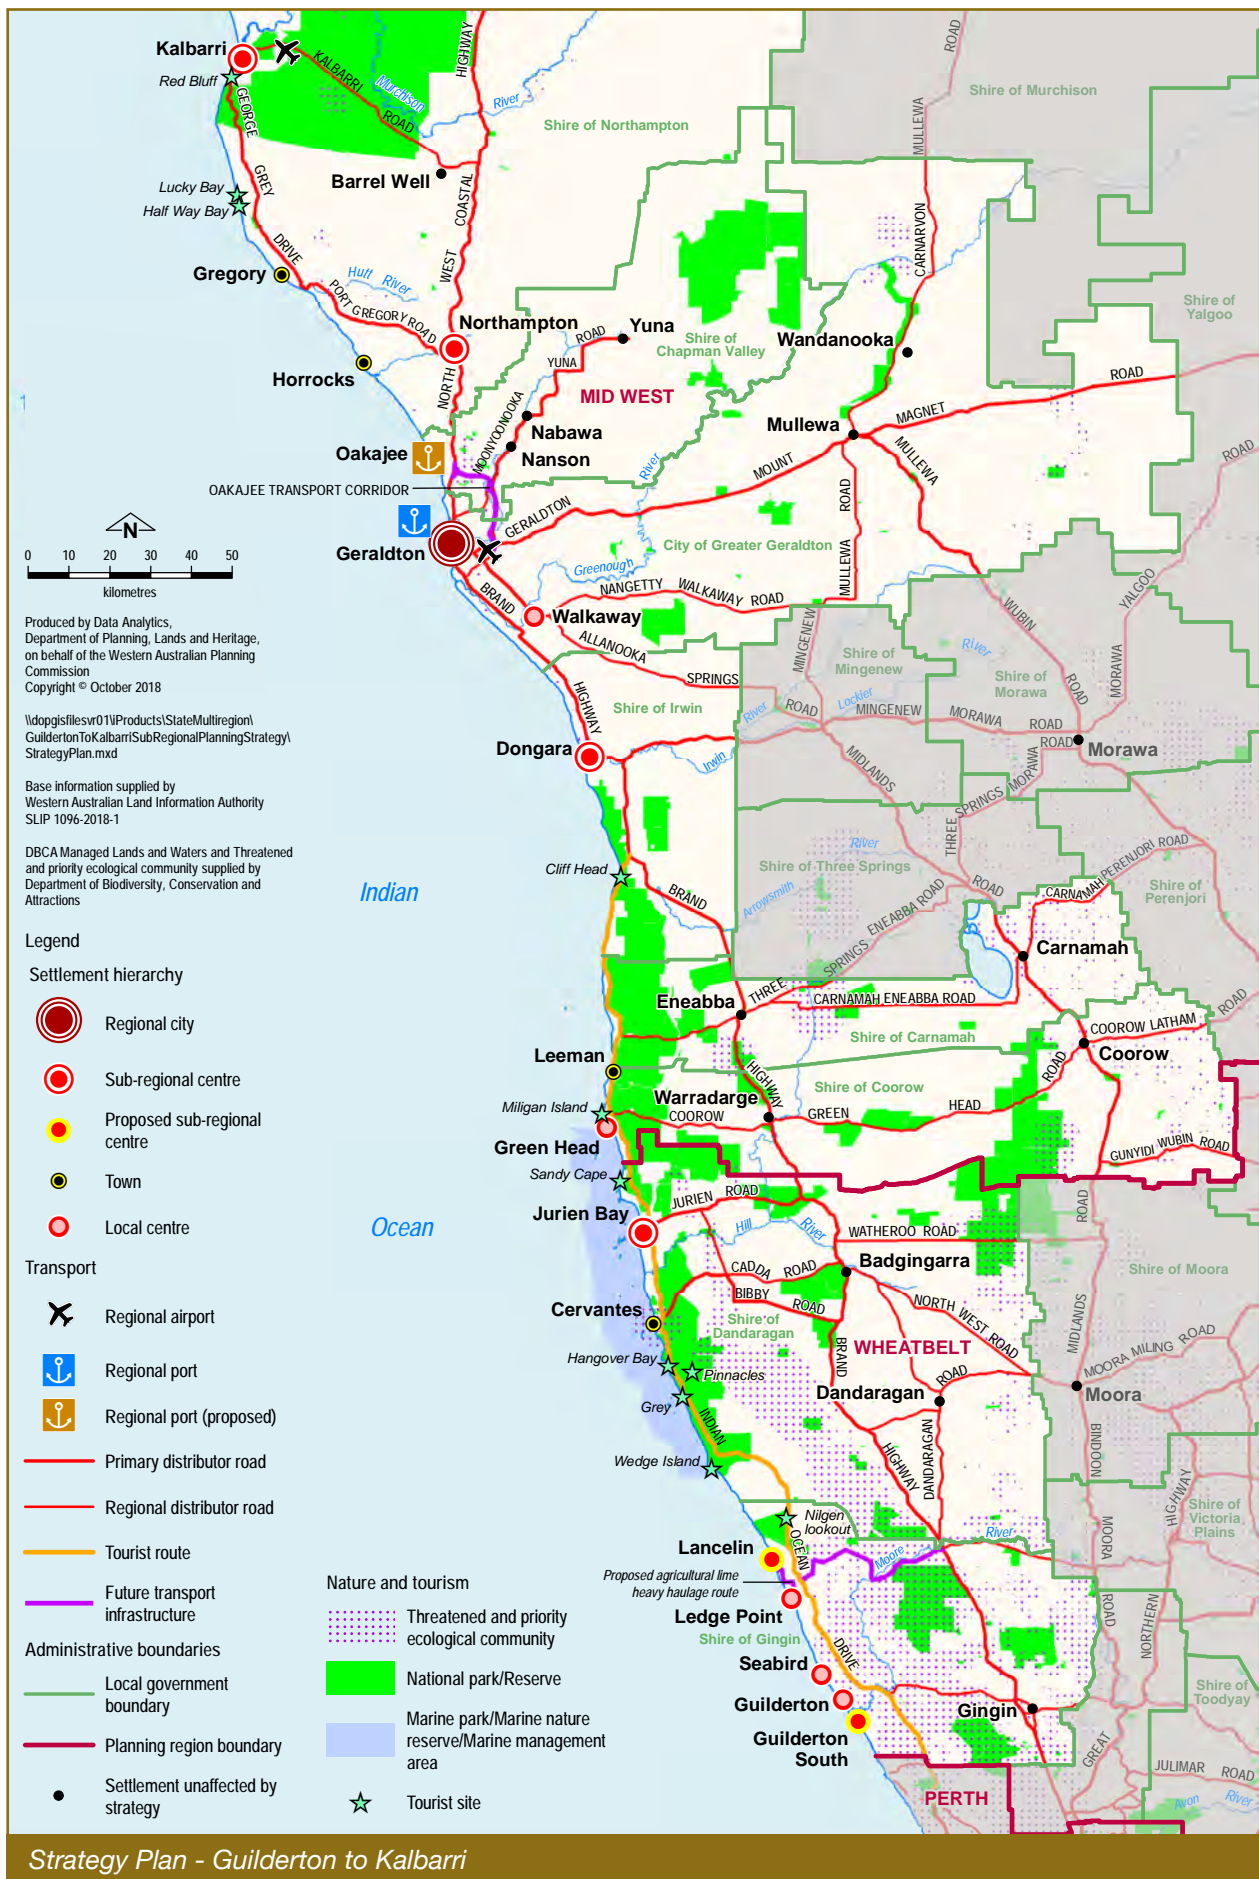 Kalbarri
Red Bluff
GEORGE
GREY
DRIVE
KALBARRI
ROAD
Murchison
River
HIGHWAY
COASTAL
WEST
NORTH
Shire of Northampton
Shire of Murchison
ROAD
MULLEWA
CARNARVON
Barrel Well
Lucky Bay
Half Way Bay
Gregory
Hutt River
PORT
GREGORY ROAD
Northampton
Horrocks
Yuna
ROAD
YUNA
MOONYOONOOKA
Shire of
Chapman Valley
MID WEST
Wandanooka
Shire of
Yalgoo
ROAD
MAGNET
MOUNT
GERALDTON
Nabawa
Nanson
Mullewa
MULLEWA
WUBIN
ROAD
Oakajee
OAKAJEE TRANSPORT CORRIDOR
River
Greenough
Geraldton
City of Greater Geraldton
ROAD
MULLEWA
ROAD
YALGOO
MORAWA
N
0 10 20 30 40 50
kilometres
NANGETTY WALKAWAY ROAD
BRAND
Walkaway
ALLANOOKA
SPRINGS
ROAD
MINGENEW
Shire of
Mingenew
River
Shire of
Morawa
Produced by Data Analytics,
Department of Planning, Lands and Heritage,
on behalf of the Western Australian Planning
Commission
Copyright © October 2018
\\dopgisfilesvr01\iProducts\StateMultiregion\
GuildertonToKalbarriSubRegionalPlanningStrategy\
StrategyPlan.mxd
Base information supplied by
Western Australian Land Information Authority
SLIP 1096-2018-1
DBCA Managed Lands and Waters and Threatened
and priority ecological community supplied by
Department of Biodiversity, Conservation and
Attractions
HIGHWAY
Shire of Irwin
River
Lockier
MINGENEW MORAWA ROAD
Dongara
Irwin
MIDLANDS
ROAD
Morawa
THREE SPRINGS MORAWA ROAD
River
Shire of Three Springs
Arrowsmith
Cliff Head
BRAND
CARNAMAH PERENJORI ROAD
Shire of
Perenjori
Indian
Ocean
Carnamah
THREE SPRINGS ENEABBA ROAD
Eneabba
CARNAMAH ENEABBA ROAD
Shire of Carnamah
COOROW LATHAM
ROAD
Coorow
Leeman
HIGHWAY
Shire of Coorow
Warradarge
Miligan Island
COOROW GREEN HEAD ROAD
Green Head
GUNYIDI WUBIN ROAD
Sandy Cape
JURIEN ROAD
Jurien Bay
Hill
River
WATHEROO ROAD
ROAD
MIDLANDS
Shire of Moora
CADDA ROAD
Badgingarra
BIBBY ROAD
Cervantes
Shire of
Dandaragan
NORTH WEST ROAD
WHEATBELT
MOORA MILING ROAD
Moora
Hangover Bay
Pinnacles
BRAND
Dandaragan
ROAD
Grey
INDIAN
HIGHWAY
DANDARAGAN
BINDOON
Wedge Island
HIGHWAY
Shire of
Victoria
Plains
Nilgen
lookout
OCEAN
River
Moore
MOORA
ROAD
Lancelin
Proposed agricultural lime
heavy haulage route
Ledge Point
Shire of Gingin
DRIVE
Seabird
Guilderton
Guilderton
South
Gingin
NORTHERN
GREAT
Shire of
Toodyay
JULIMAR ROAD
PERTH
Avon
River
Legend
Settlement hierarchy
Regional city
Sub-regional centre
Proposed sub-regional
centre
Town
Local centre
Transport
Regional airport
Regional port
Regional port (proposed)
Primary distributor road
Regional distributor road
Tourist route
Future transport
infrastructure
Administrative boundaries
Local government
boundary
Planning region boundary
Settlement unaffected by
strategy
Nature and tourism
Threatened and priority
ecological community
National park/Reserve
Marine park/Marine nature
reserve/Marine management
area
Tourist site
Strategy Plan - Guilderton to Kalbarri